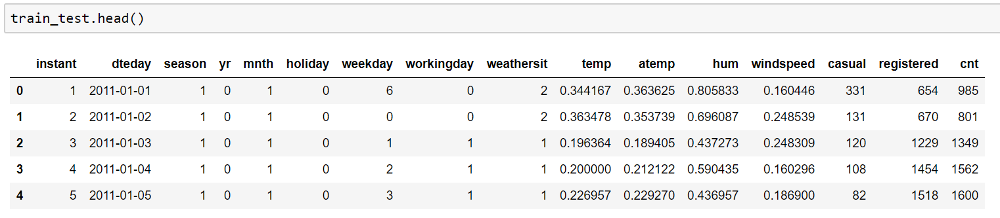 train_test.head()
instant dteday season yr mnth holiday weekday workingday weathersit temp atemp hum windspeed casual registered cnt
0 1 2011-01-01 1 0 1 0 6 0 2 0.344167 0.363625 0.805833 0.160446 331 654 985
1 2 2011-01-02 1 0 1 0 0 0 2 0.363478 0.353739 0.696087 0.248539 131 670 801
2 3 2011-01-03 1 0 1 0 1 1 1 0.196364 0.189405 0.437273 0.248309 120 1229 1349
3 4 2011-01-04 1 0 1 0 2 1 1 0.200000 0.212122 0.590435 0.160296 108 1454 1562
4 5 2011-01-05 1 0 1 0 3 1 1 0.226957 0.229270 0.436957 0.186900 82 1518 1600